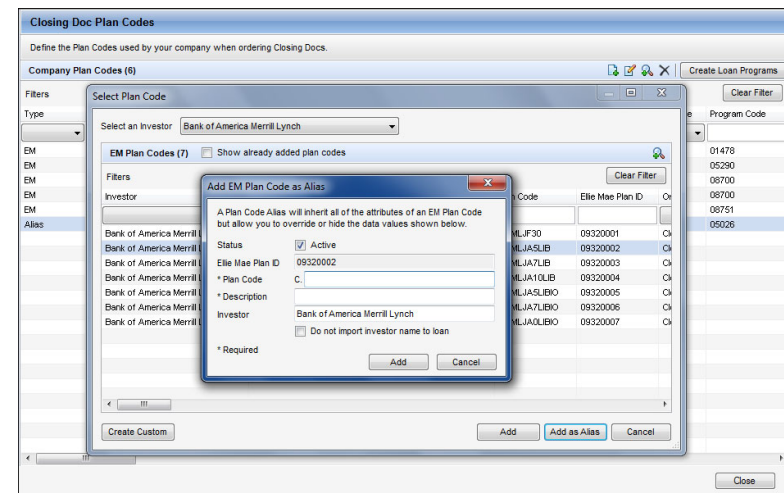 Closing Doc Plan Codes
Define the Plan Codes used by your company when ordering Closing Docs.
Company Plan Codes (6)
Create Loan Programs
Filters
Clear Filter
Type
Program Code
EM
01478
EM
05290
EM
08700
EM
08700
EM
08751
Alias
05026
Select Plan Code
Select an Investor
Bank of America Merrill Lynch
EM Plan Codes (7)
Show already added plan codes
Filters
Clear Filter
Investor
Code
Ellie Mae Plan ID
Bank of America Merrill
MLJF30
09320001
Bank of America Merrill
MLJA5LIB
09320002
Bank of America Merrill
MLJA7LIB
09320003
Bank of America Merrill
MLJA10LIB
09320004
Bank of America Merrill
MLJA5LIBIO
09320005
Bank of America Merrill
MLJA7LIBIO
09320006
Bank of America Merrill
09320007
Add EM Plan Code as Alias
A Plan Code Alias will inherit all of the attributes of an EM Plan Code
but allow you to override or hide the data values shown below.
Status
Active
Ellie Mae Plan ID
09320002
* Plan Code
C.
* Description
Investor
Bank of America Merrill Lynch
Do not import investor name to loan
* Required
Add
Cancel
Create Custom
Add
Add as Alias
Cancel
Close